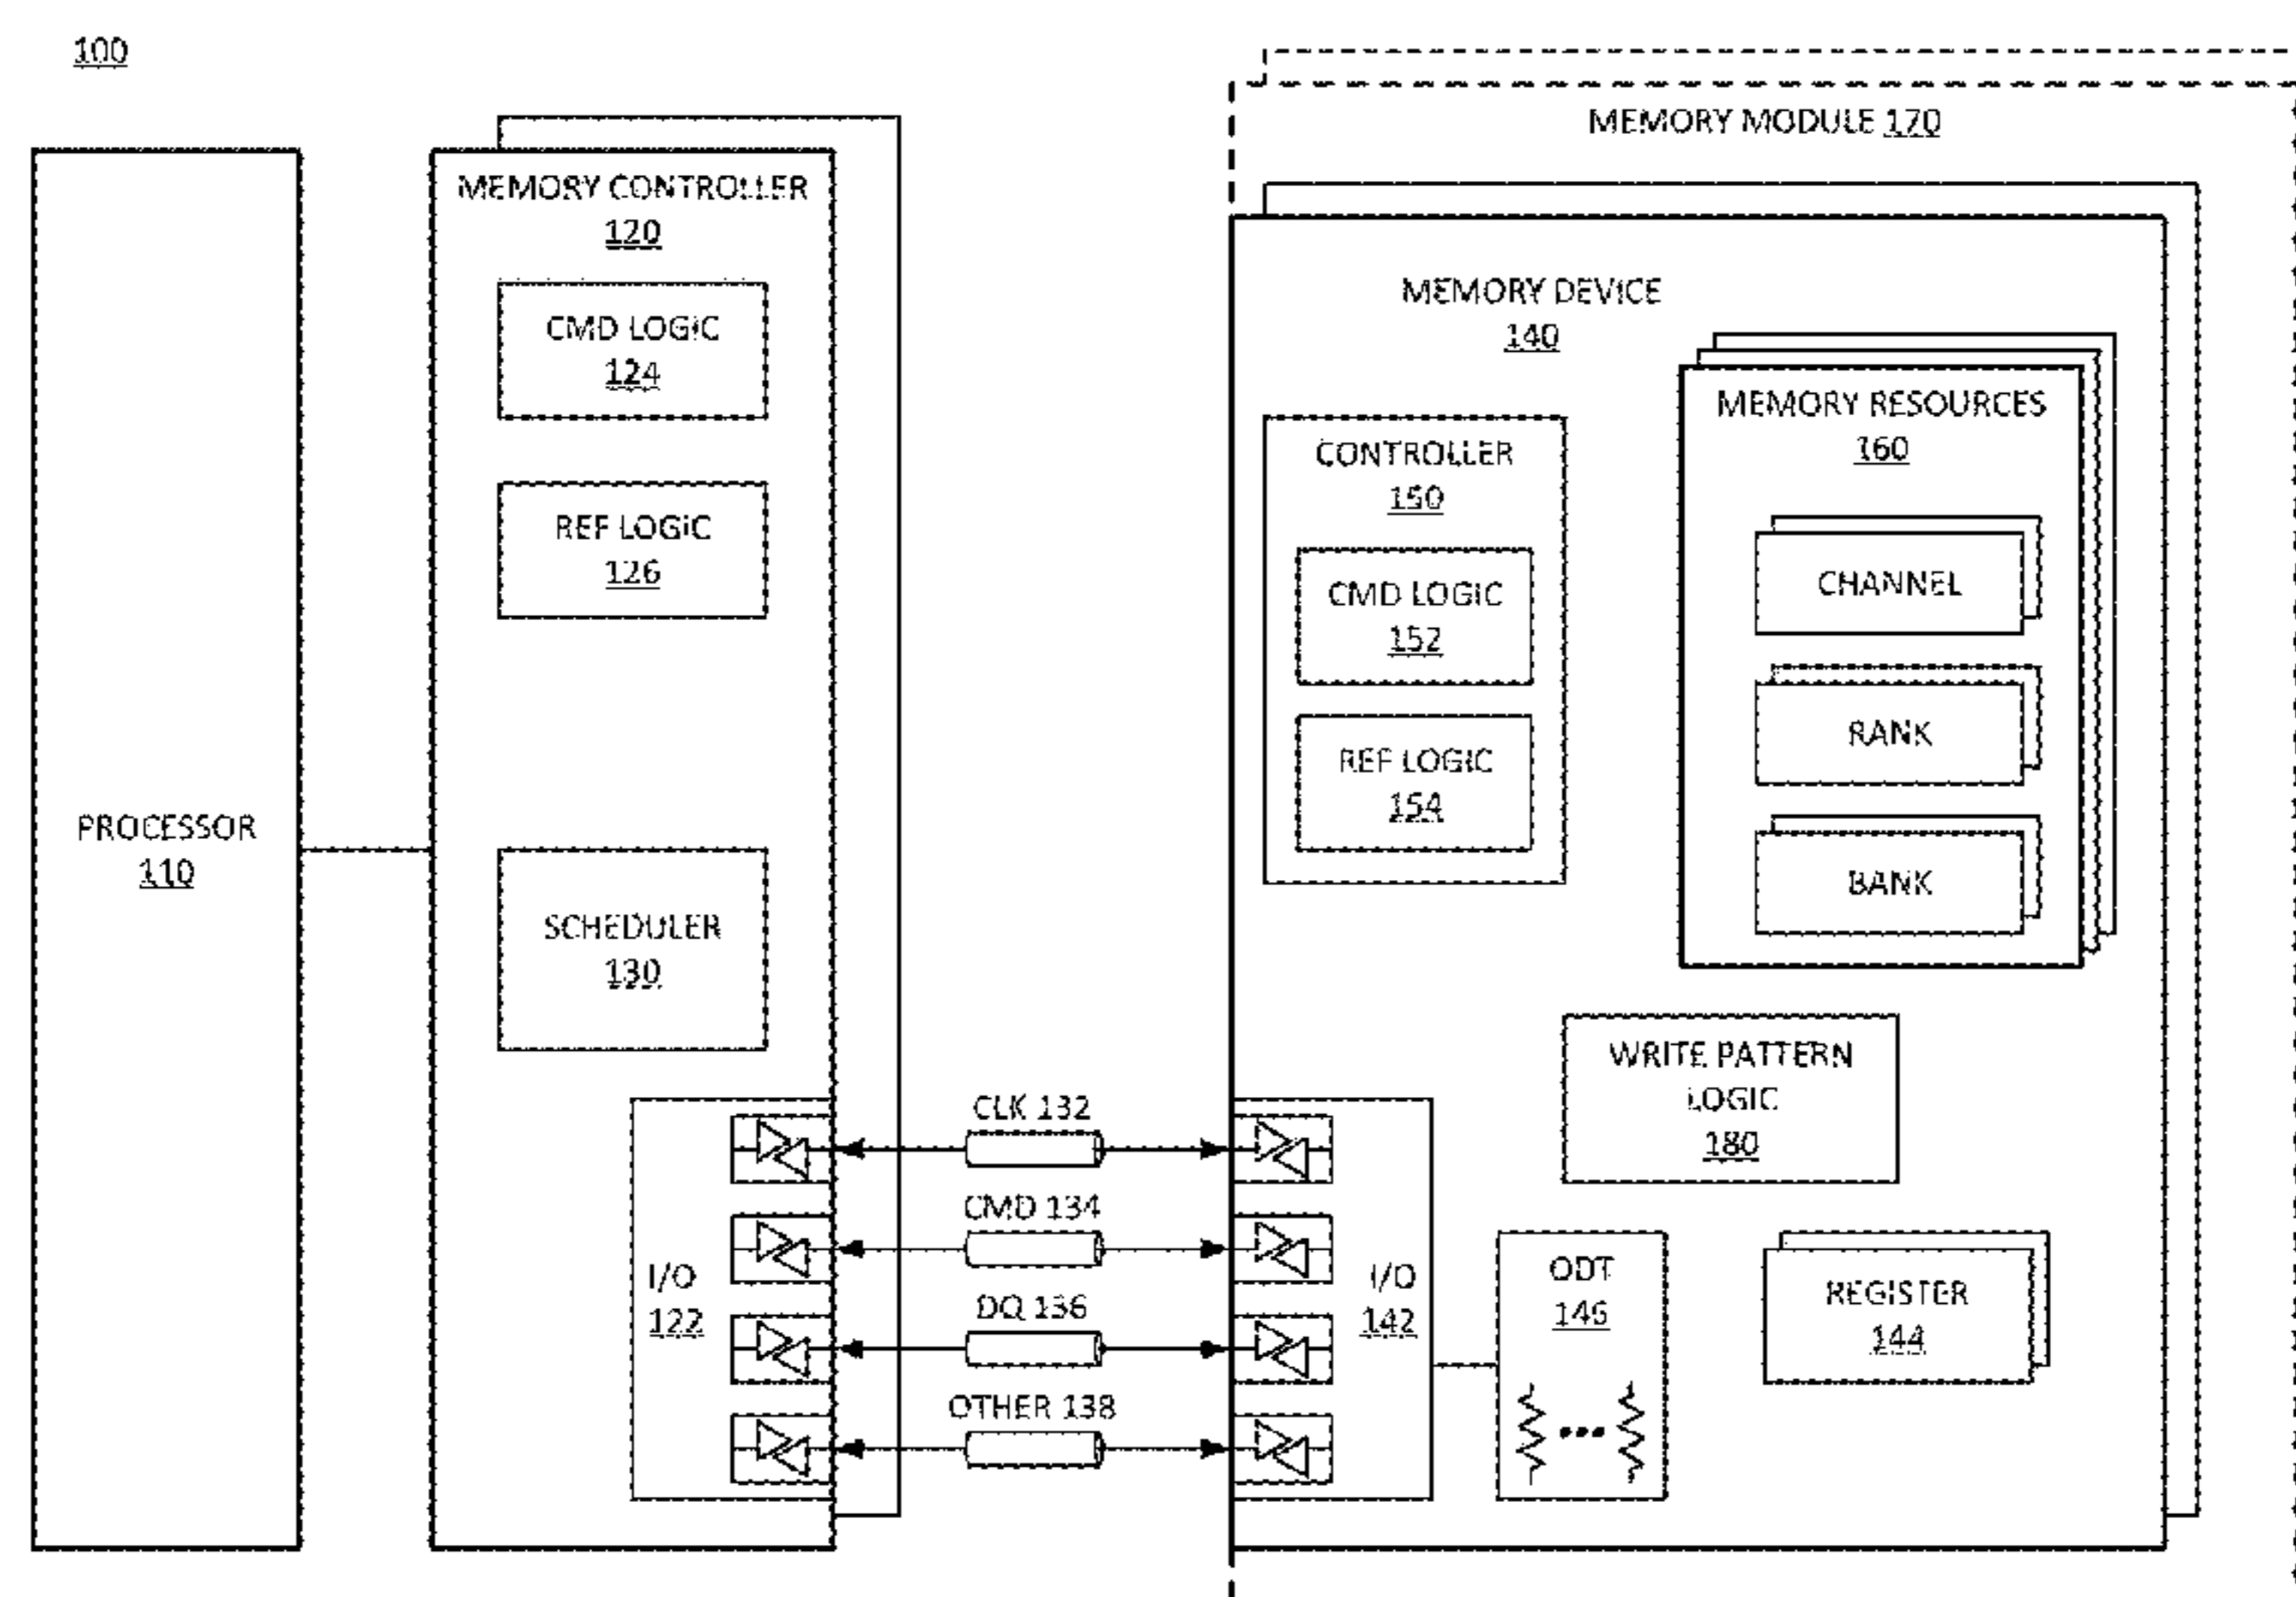 100
MEMORY MODULE 170
MEMORY CONTROLLER
120
CMD LOGIC
124
REF LOGIC
126
SCHEDULER
130
I/O
122
PROCESSOR
110
CLK 132
CMD 134
DQ 136
OTHER 138
MEMORY DEVICE
140
CONTROLLER
150
CMD LOGIC
152
REF LOGIC
154
MEMORY RESOURCES
160
CHANNEL
RANK
BANK
WRITE PATTERN
LOGIC
180
I/O
142
ODT
146
REGISTER
144